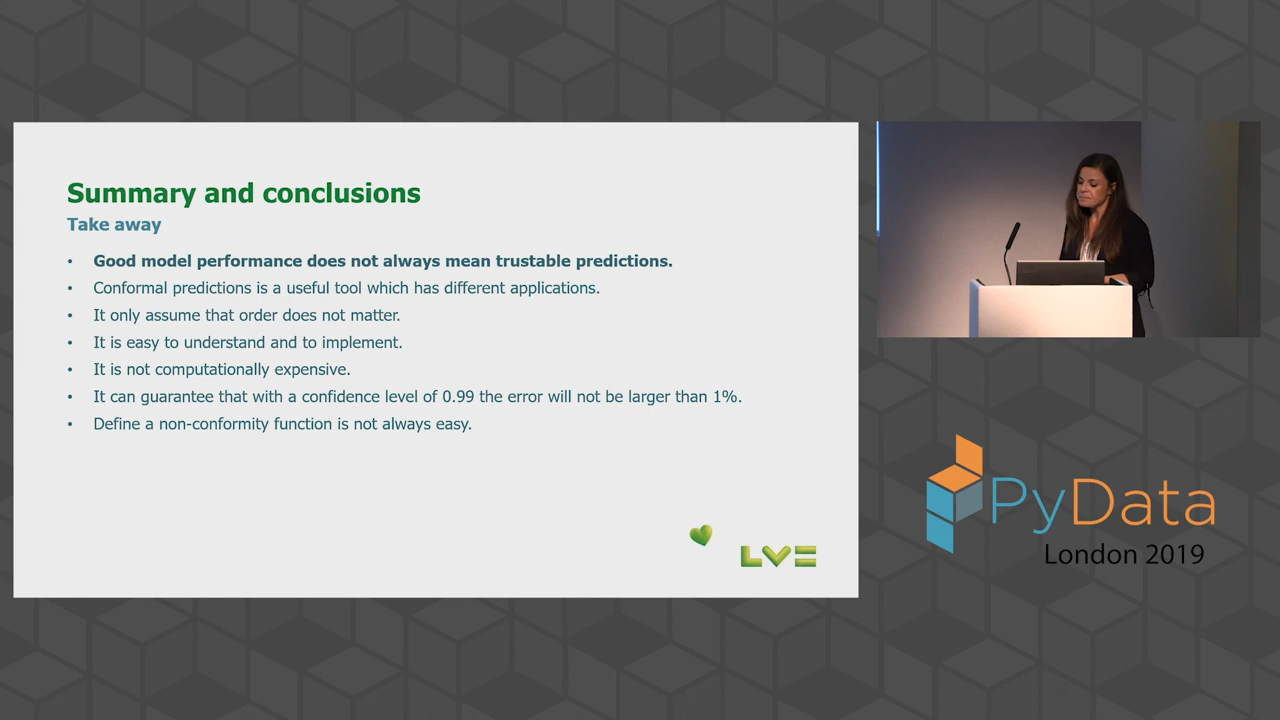 Summary and conclusions
Take away
• Good model performance does not always mean trustable predictions.
• Conformal predictions is a useful tool which has different applications.
• It only assume that order does not matter.
• It is easy to understand and to implement.
• It is not computationally expensive.
• It can guarantee that with a confidence level of 0.99 the error will not be larger than 1%.
• Define a non-conformity function is not always easy.
LV=
PyData
London 2019